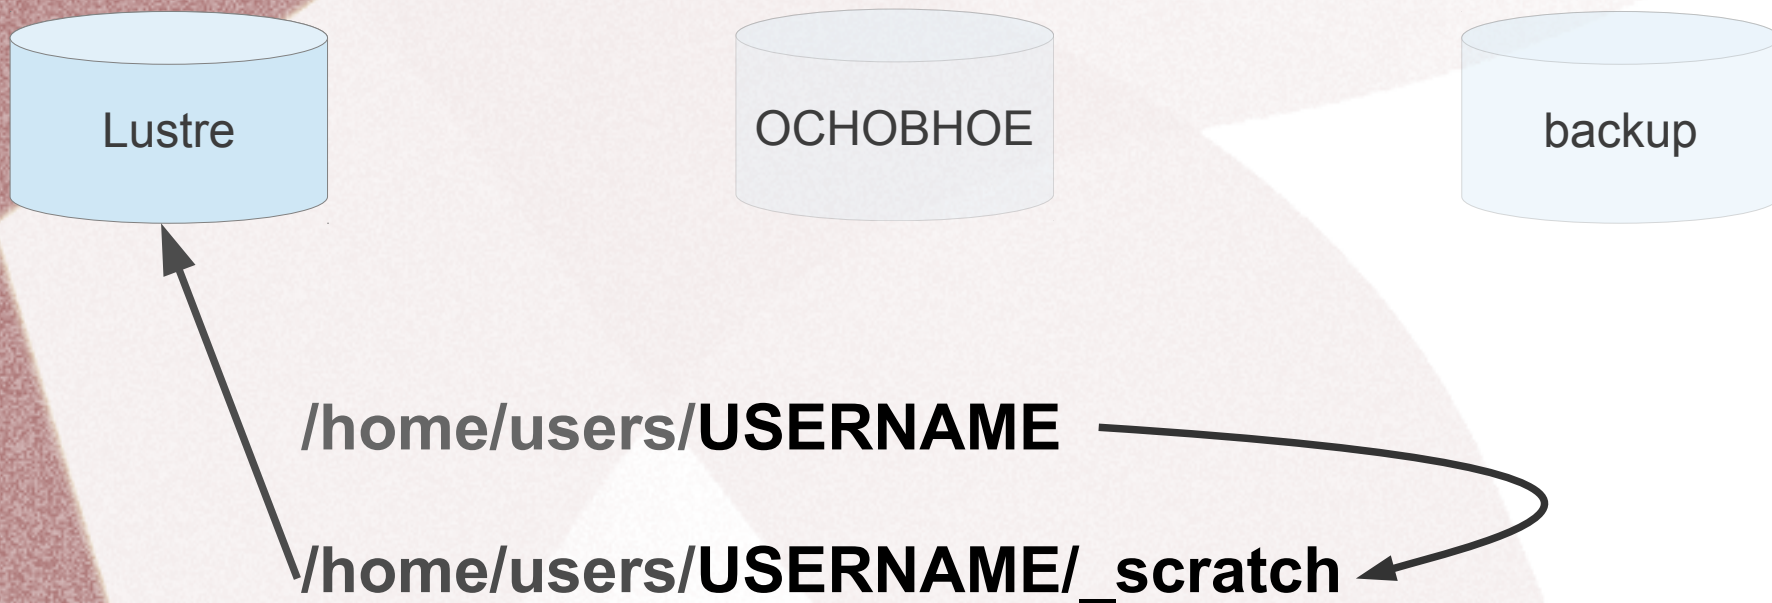 Lustre
ОСНОВНОЕ
backup
/home/users/USERNAME
/home/users/USERNAME/_scratch